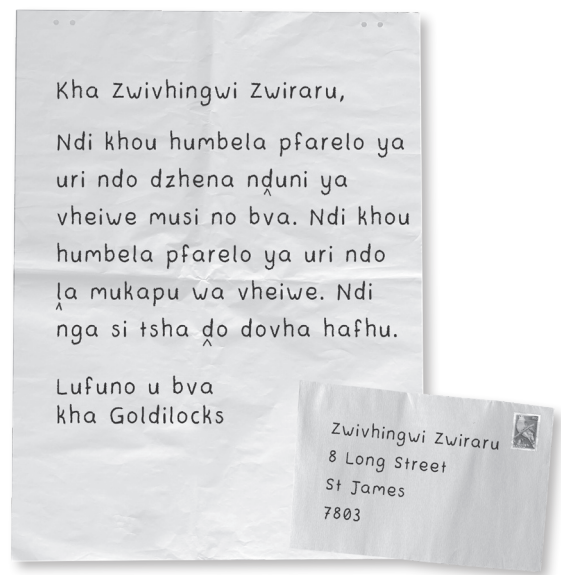 Kha Zwivhingwi Zwiraru,
Ndi khou humbela pfarelo ya
uri ndo dzhena nḓuni ya
vheiwe musi no bva. Ndi khou
humbela pfarelo ya uri ndo
ḽa mukapu wa vheiwe. Ndi
nga si tsha ḓo dovha hafhu.
Lufuno u bva
kha Goldilocks
Zwivhingwi Zwiraru
8 Long Street
St James
7803